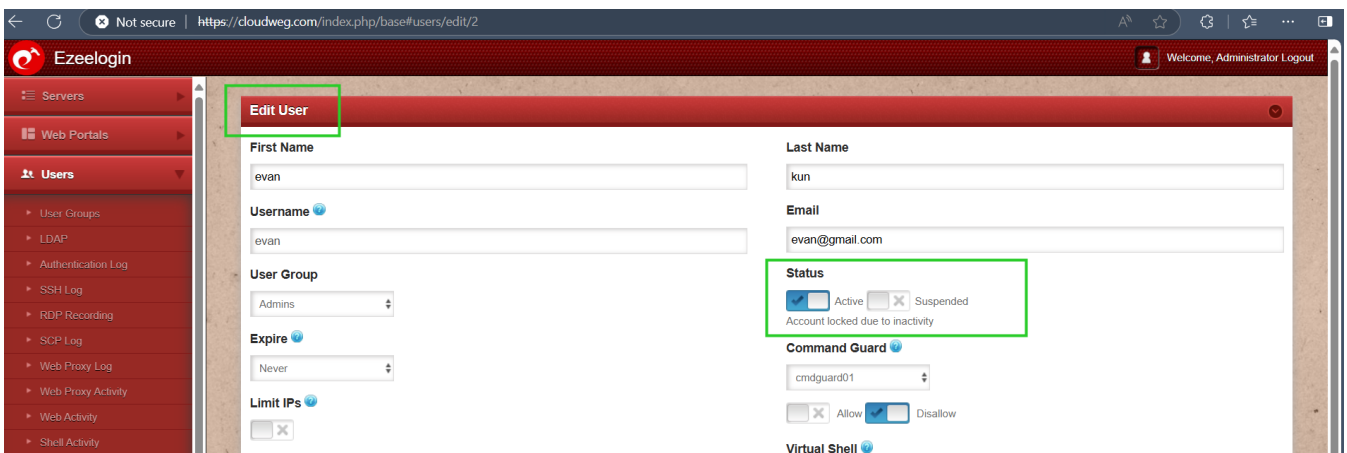 Not secure https://cloudweg.com/index.php/base#users/edit/2
Ezeelogin
Welcome, Administrator Logout
Servers
Web Portals
Users
User Groups
LDAP
Authentication Log
SSH Log
RDP Recording
SCP Log
Web Proxy Log
Web Proxy Activity
Web Activity
Shell Activity
Edit User
First Name
evan
Last Name
kun
Username
evan
Email
evan@gmail.com
User Group
Admins
Status
Active Suspended
Account locked due to inactivity
Expire
Never
Command Guard
cmdguard01
Limit IPs
Allow Disallow
Virtual Shell